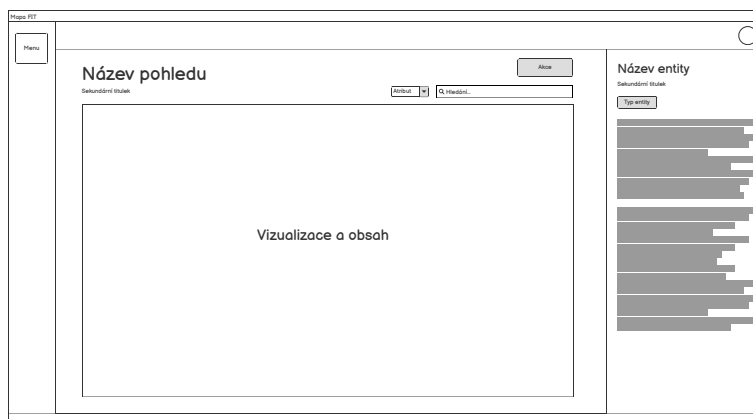 Mapa FIT
Menu
Název pohledu
Sekundární titulek
Akce
Atribut
Hledání..
Vizualizace a obsah
Název entity
Sekundární titulek
Typ entity